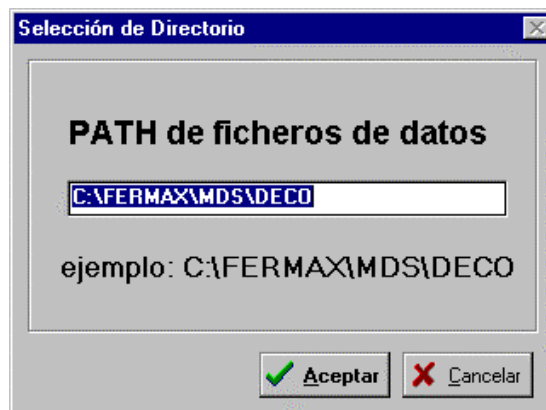 Selección de Directorio
PATH de ficheros de datos
C:\FERMAX\MDS\DECO
ejemplo: C:\FERMAX\MDS\DECO
Aceptar
Cancelar